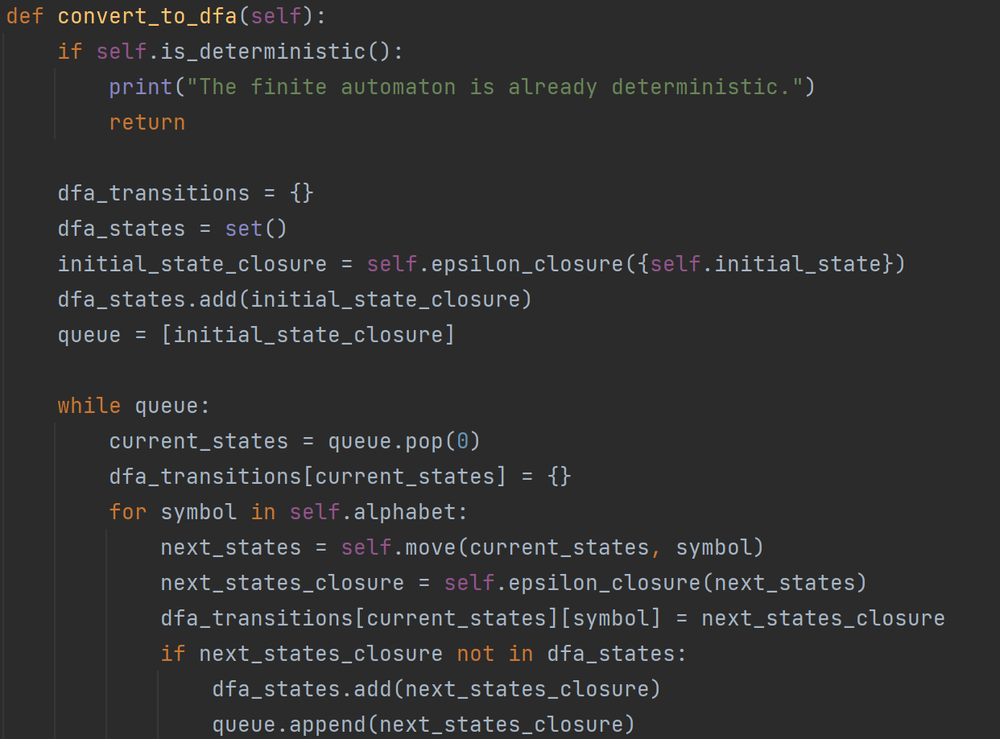 def convert_to_dfa(self):
    if self.is_deterministic():
        print("The finite automaton is already deterministic.")
        return

    dfa_transitions = {}
    dfa_states = set()
    initial_state_closure = self.epsilon_closure({self.initial_state})
    dfa_states.add(initial_state_closure)
    queue = [initial_state_closure]

    while queue:
        current_states = queue.pop(0)
        dfa_transitions[current_states] = {}
        for symbol in self.alphabet:
            next_states = self.move(current_states, symbol)
            next_states_closure = self.epsilon_closure(next_states)
            dfa_transitions[current_states][symbol] = next_states_closure
            if next_states_closure not in dfa_states:
                dfa_states.add(next_states_closure)
                queue.append(next_states_closure)